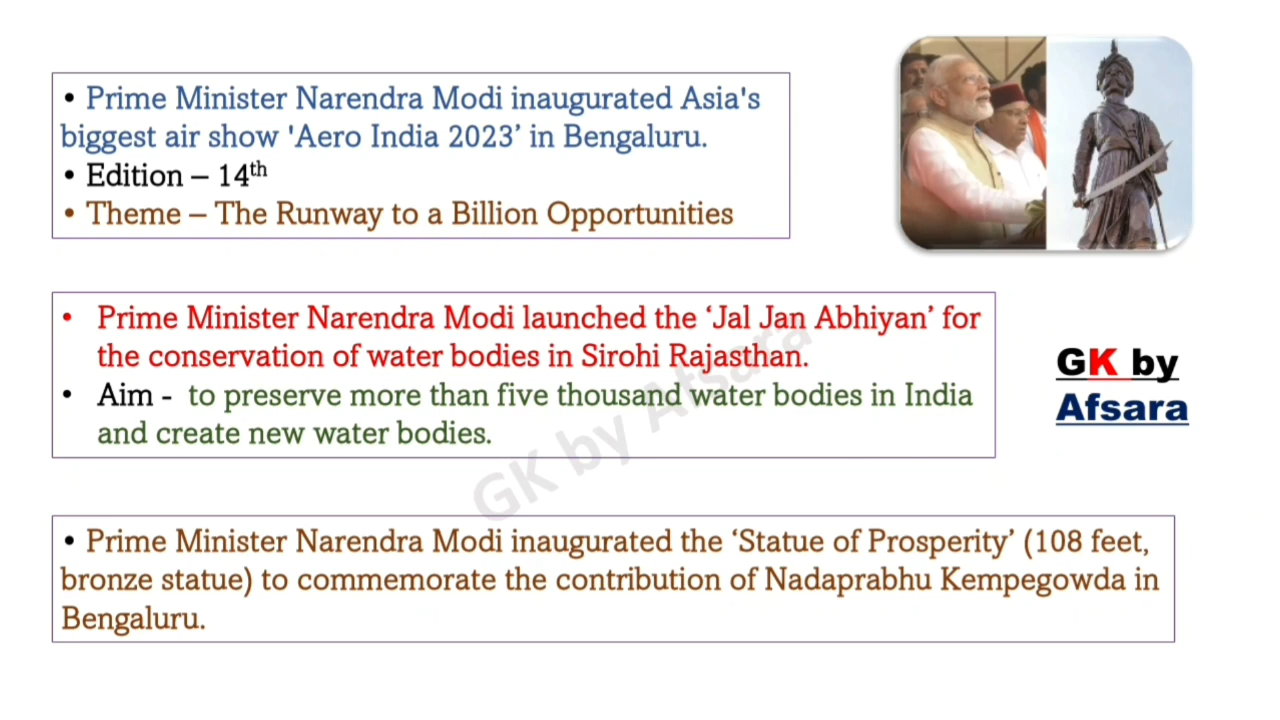 • Prime Minister Narendra Modi inaugurated Asia's
biggest air show 'Aero India 2023’ in Bengaluru.
• Edition – 14th
• Theme – The Runway to a Billion Opportunities
• Prime Minister Narendra Modi launched the ‘Jal Jan Abhiyan’ for
the conservation of water bodies in Sirohi Rajasthan.
• Aim - to preserve more than five thousand water bodies in India
and create new water bodies.
GK by
Afsara
GK by Afsara
• Prime Minister Narendra Modi inaugurated the ‘Statue of Prosperity’ (108 feet,
bronze statue) to commemorate the contribution of Nadaprabhu Kempegowda in
Bengaluru.